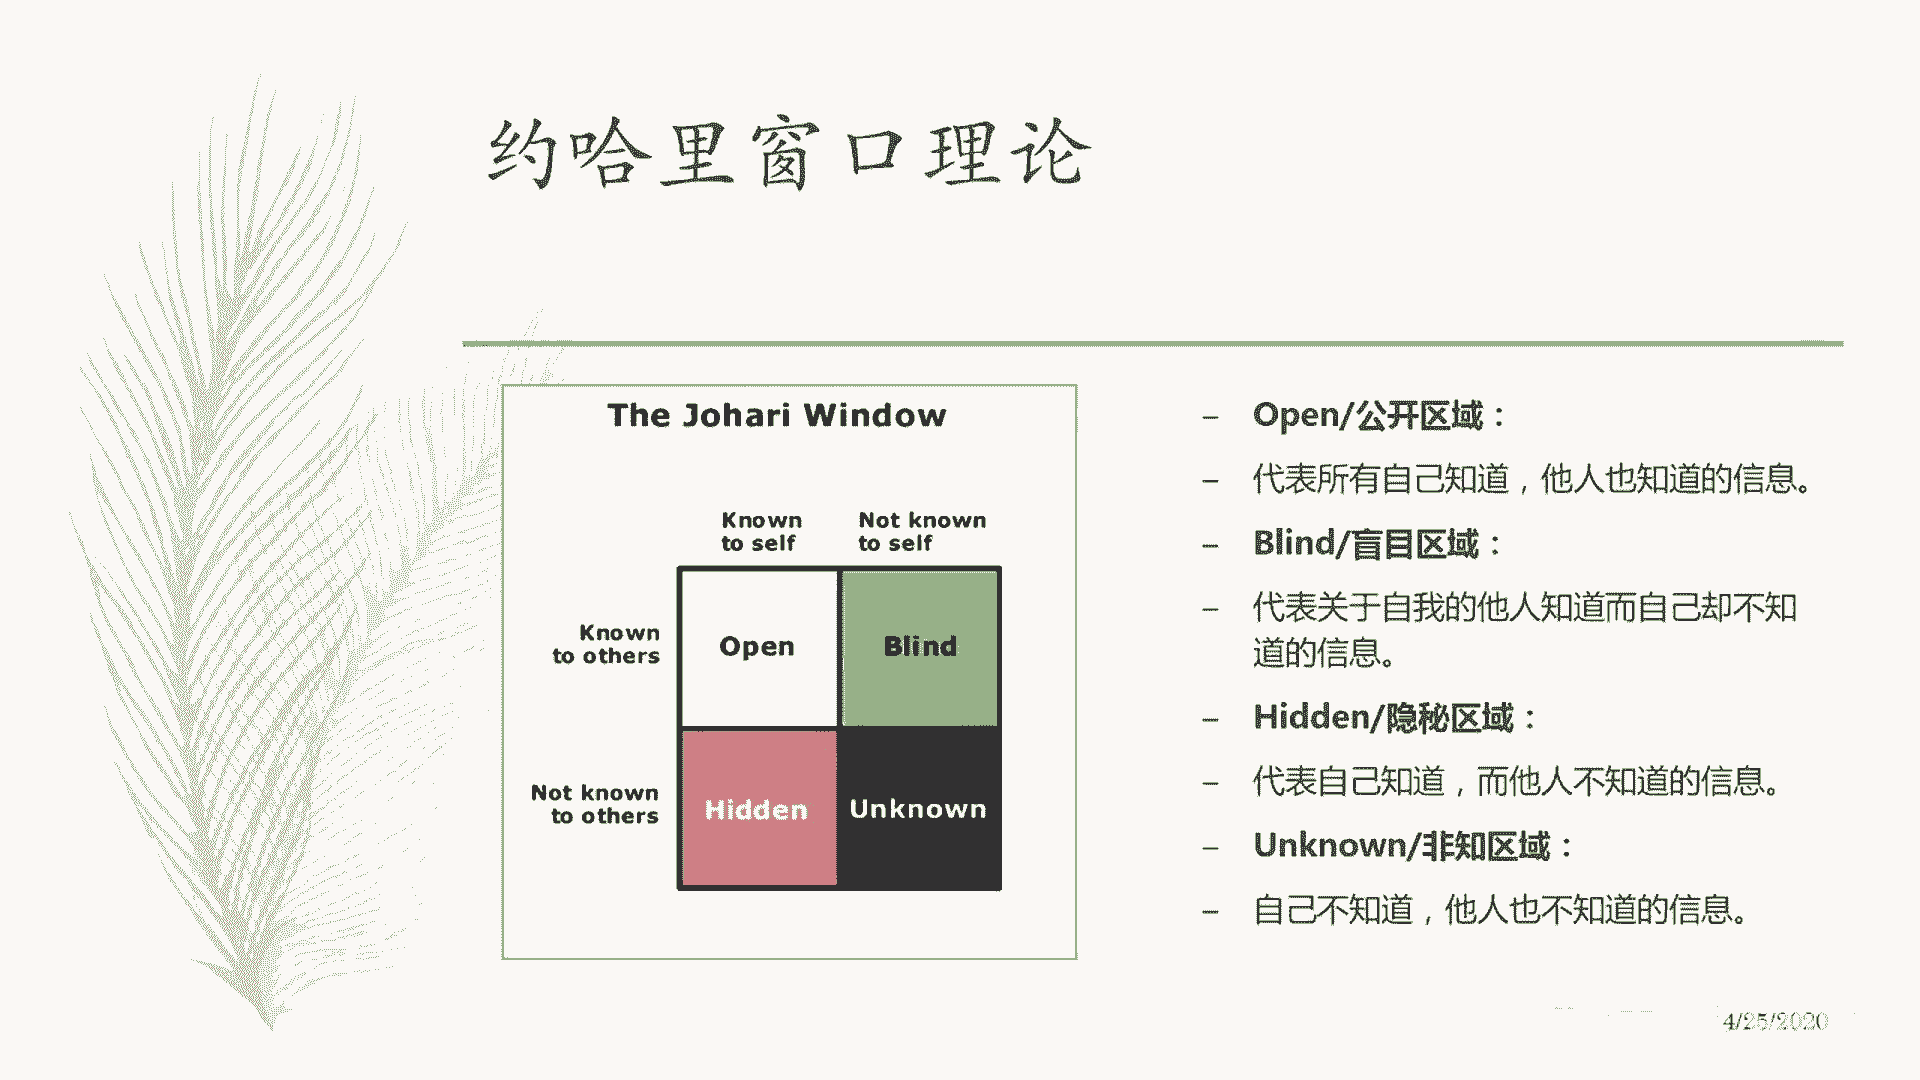 约哈里窗口理论
The Johari Window
Known
to self
Not known
to self
Known
to others
Open
Blind
Not known
to others
Hidden
Unknown
– Open/公开区域：
– 代表所有自己知道，他人也知道的信息。
– Blind/盲目区域：
– 代表关于自我的他人知道而自己却不知
道的信息。
– Hidden/隐秘区域：
– 代表自己知道，而他人不知道的信息。
– Unknown/非知区域：
– 自己不知道，他人也不知道的信息。
4/25/2020